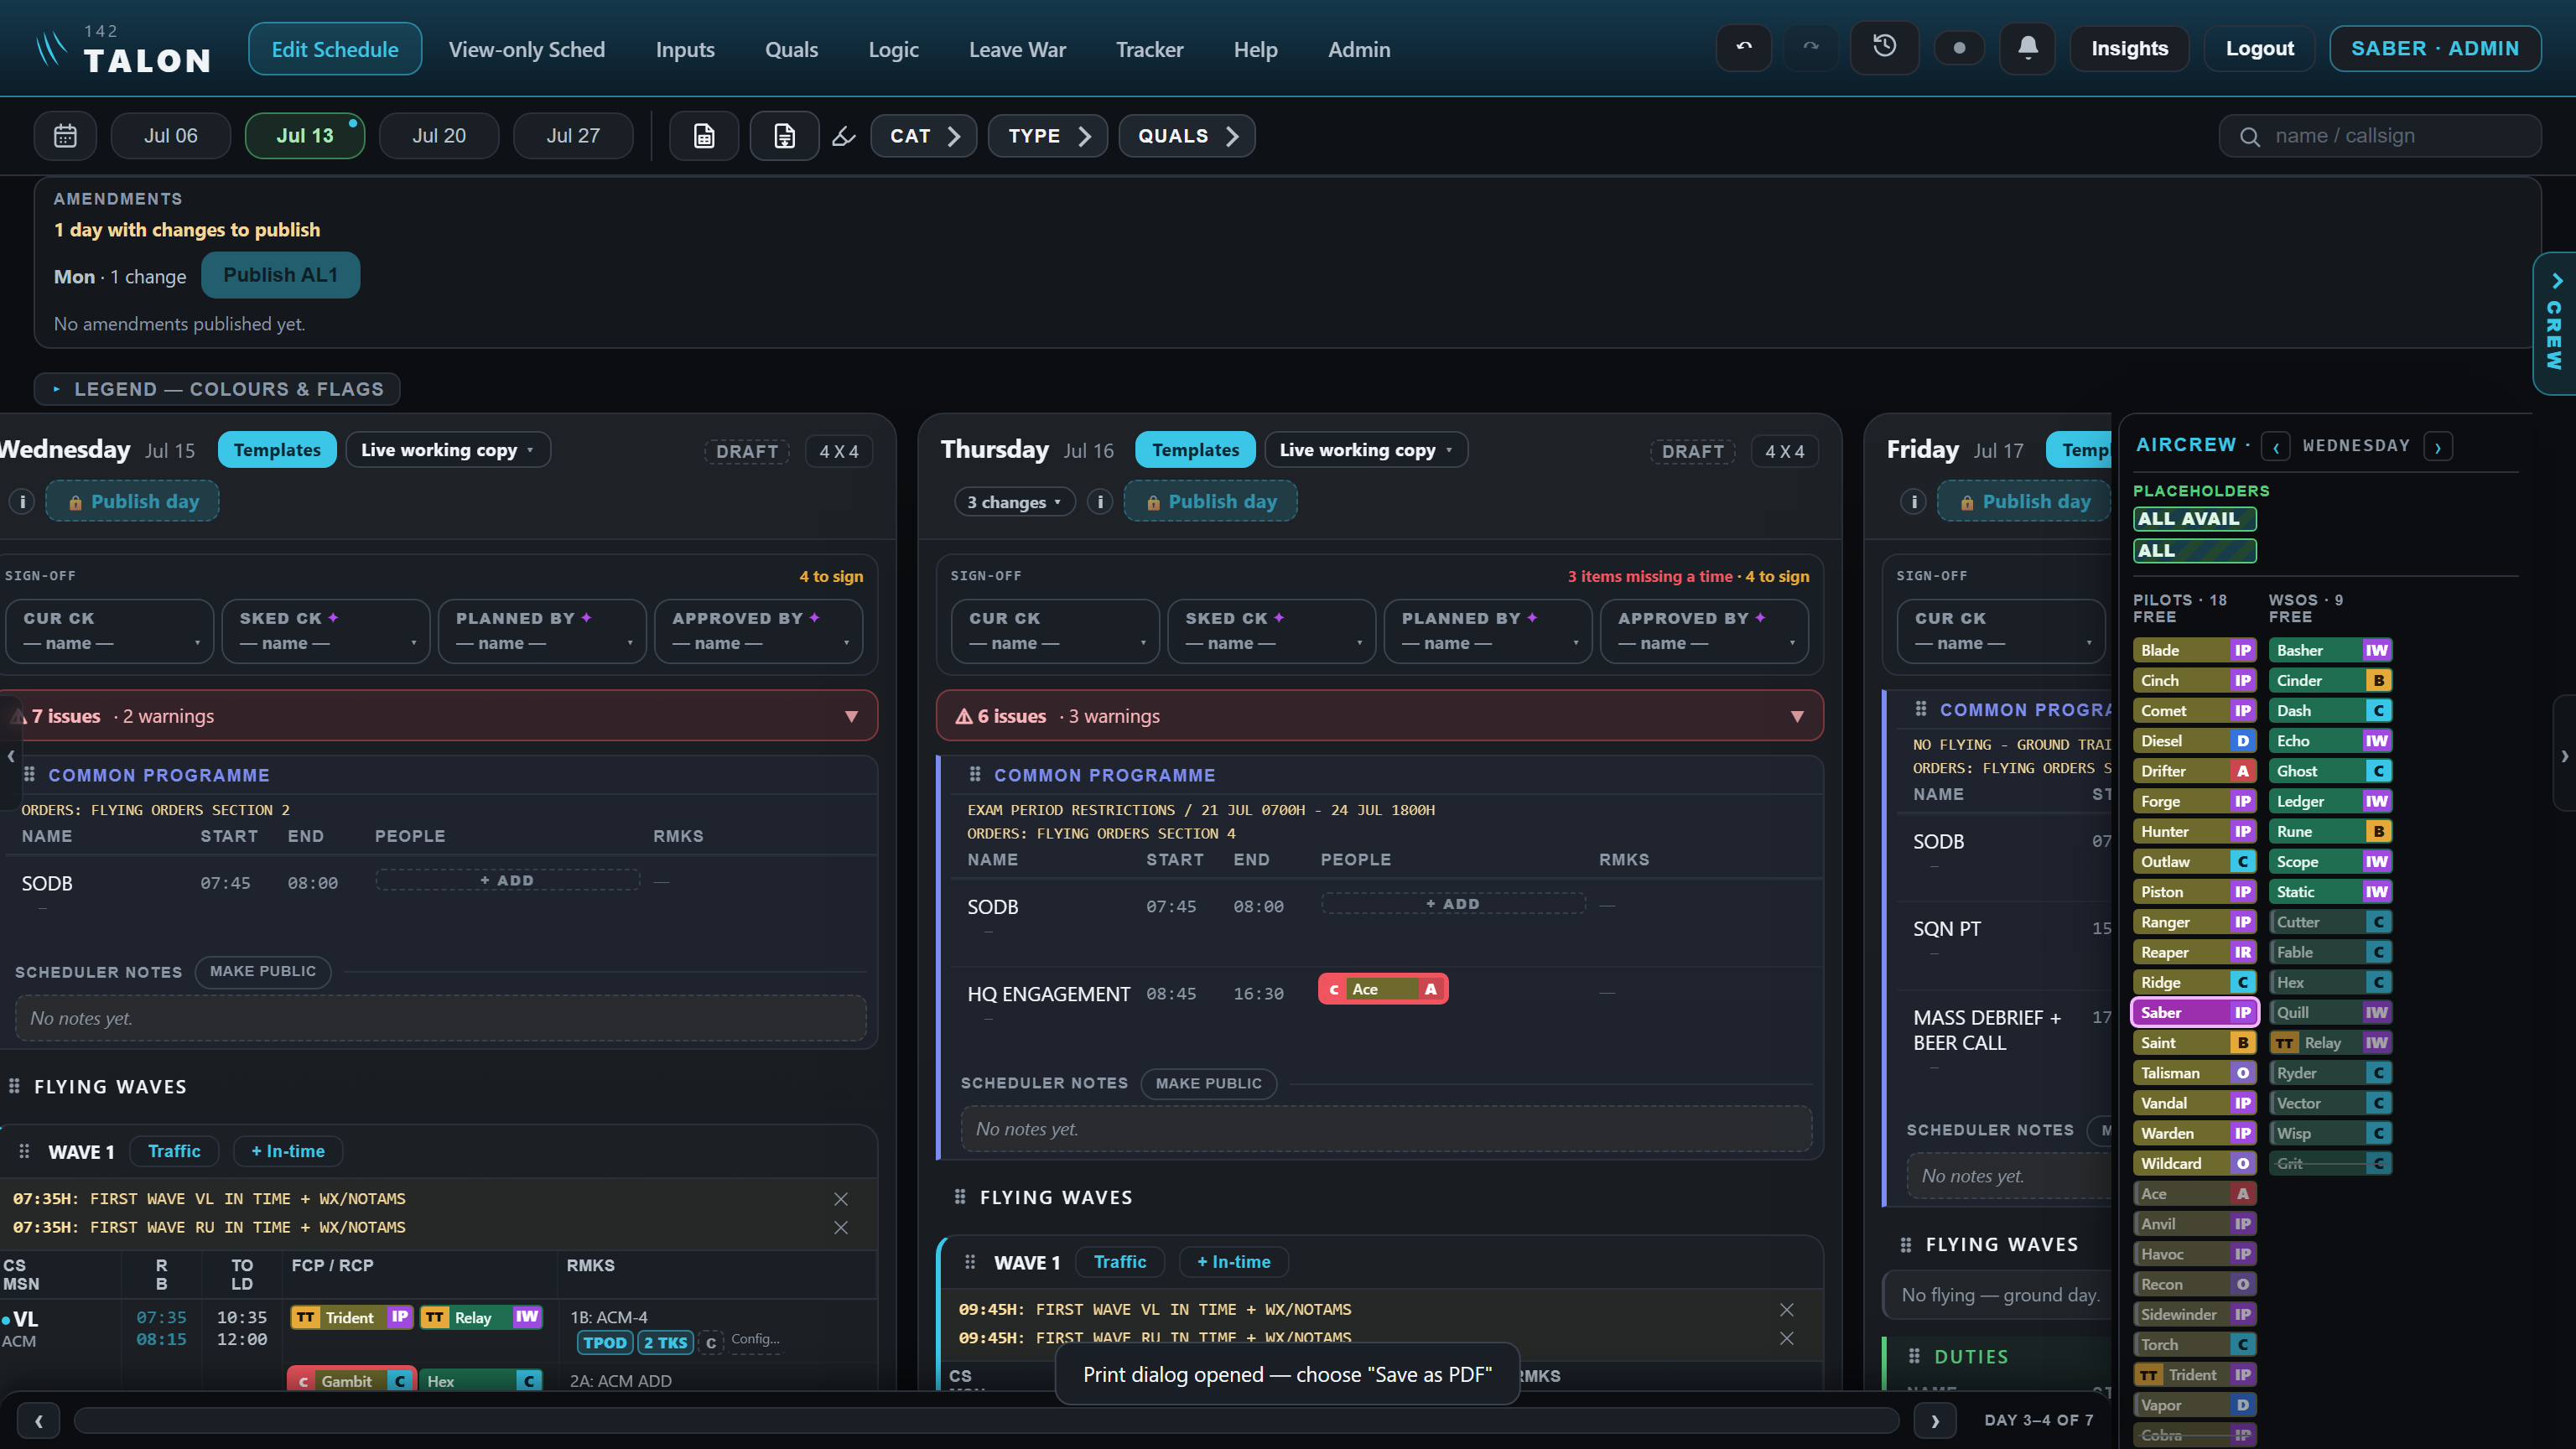 142
TALON
Edit Schedule
View-only Sched
Inputs
Quals
Logic
Leave War
Tracker
Help
Admin
Insights
Logout
SABER · ADMIN
Jul 06
Jul 13
Jul 20
Jul 27
CAT
TYPE
QUALS
name / callsign
AMENDMENTS
1 day with changes to publish
Mon · 1 change
Publish AL1
No amendments published yet.
CREW
LEGEND — COLOURS & FLAGS
Wednesday Jul 15
Templates
Live working copy
DRAFT
4 X 4
i
Publish day
SIGN-OFF
4 to sign
CUR CK
— name —
SKED CK
— name —
PLANNED BY
— name —
APPROVED BY
— name —
7 issues · 2 warnings
COMMON PROGRAMME
ORDERS: FLYING ORDERS SECTION 2
NAME START END PEOPLE RMKS
SODB 07:45 08:00 + ADD —
—
SCHEDULER NOTES
MAKE PUBLIC
No notes yet.
FLYING WAVES
WAVE 1
Traffic
+ In-time
07:35H: FIRST WAVE VL IN TIME + WX/NOTAMS
07:35H: FIRST WAVE RU IN TIME + WX/NOTAMS
CS R TO FCP / RCP RMKS
MSN B LD
VL 07:35 10:35 TT Trident IP TT Relay IW 1B: ACM-4
ACM 08:15 12:00 TPOD 2 TKS C Config...
C Gambit C Hex C 2A: ACM ADD
Thursday Jul 16
Templates
Live working copy
DRAFT
4 X 4
3 changes
i
Publish day
SIGN-OFF
3 items missing a time · 4 to sign
CUR CK
— name —
SKED CK
— name —
PLANNED BY
— name —
APPROVED BY
— name —
6 issues · 3 warnings
COMMON PROGRAMME
EXAM PERIOD RESTRICTIONS / 21 JUL 0700H - 24 JUL 1800H
ORDERS: FLYING ORDERS SECTION 4
NAME START END PEOPLE RMKS
SODB 07:45 08:00 + ADD —
—
HQ ENGAGEMENT 08:45 16:30 C Ace A —
—
SCHEDULER NOTES
MAKE PUBLIC
No notes yet.
FLYING WAVES
WAVE 1
Traffic
+ In-time
09:45H: FIRST WAVE VL IN TIME + WX/NOTAMS
09:45H: FIRST WAVE RU IN TIME + WX/NOTAMS
CS
Print dialog opened — choose "Save as PDF"
Friday Jul 17
i
Publish day
SIGN-OFF
CUR CK
— name —
COMMON
NO FLYING - GROUND
ORDERS: FLYING ORDERS
NAME
SODB
—
SQN PT
—
MASS DEBRIEF +
BEER CALL
—
SCHEDULER NOTES
No notes yet.
FLYING WAVES
No flying — ground day.
DUTIES
AIRCREW ·
WEDNESDAY
PLACEHOLDERS
ALL AVAIL
ALL
PILOTS · 18
FREE
WSOS · 9
FREE
Blade IP
Cinch IP
Comet IP
Diesel D
Drifter A
Forge IP
Hunter IP
Outlaw C
Piston IP
Ranger IP
Reaper IR
Ridge C
Saber IP
Saint B
Talisman O
Vandal IP
Warden IP
Wildcard O
Ace A
Anvil IP
Havoc IP
Recon O
Sidewinder IP
Torch C
TT Trident IP
Vapor D
Cobra IP
Basher IW
Cinder B
Dash C
Echo IW
Ghost C
Ledger IW
Rune B
Scope IW
Static IW
Cutter C
Fable C
Hex C
Quill IW
TT Relay IW
Ryder C
Vector C
Wisp C
Grit C
DAY 3–4 OF 7